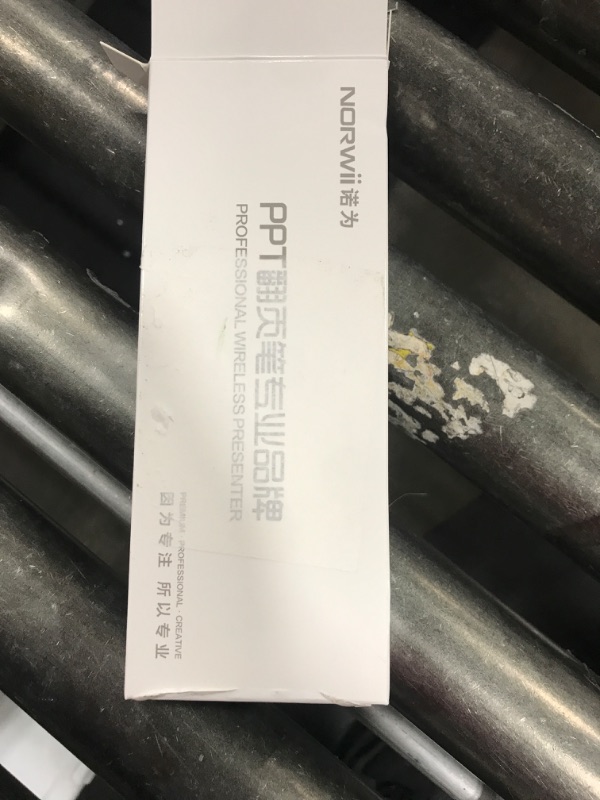 NORWii 诺为
PPT翻页笔专业品牌
PROFESSIONAL WIRELESS PRESENTER
PROFESSIONAL · CREATIVE
因为专注 所以专业